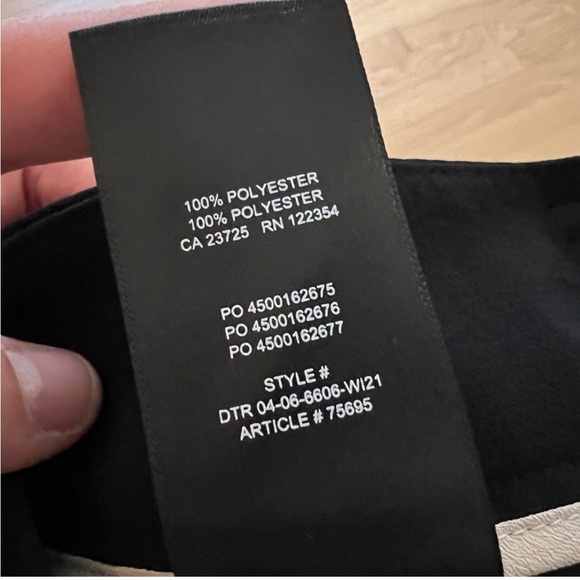 100% POLYESTER
100% POLYESTER
CA 23725 RN 122354
PO 4500162675
PO 4500162676
PO 4500162677
STYLE #
DTR 04-06-6606-WI21
ARTICLE # 75695